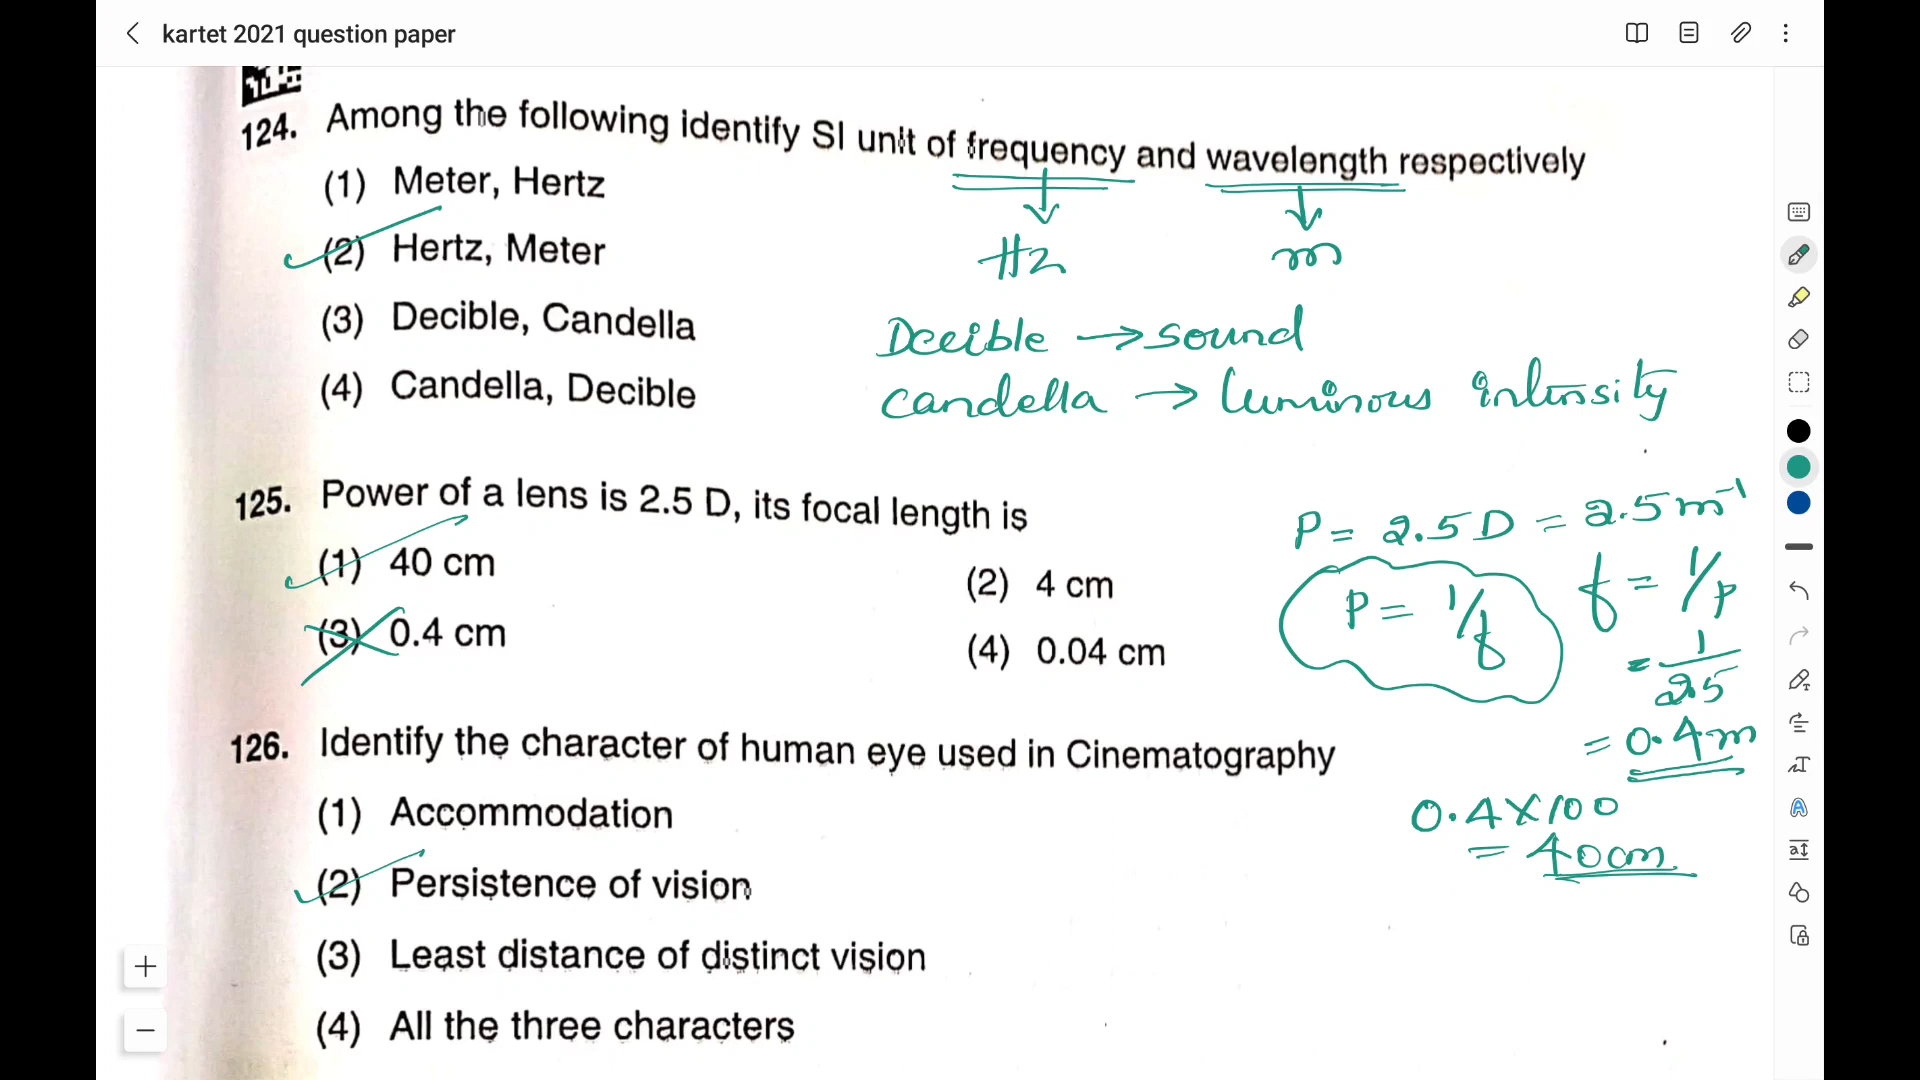 kartet 2021 question paper
124. Among the following identify SI unit of frequency and wavelength respectively
(1) Meter, Hertz
(2) Hertz, Meter
Hz
m
(3) Decible, Candella
Decible → sound
(4) Candella, Decible
Candella → Luminous intensity
125. Power of a lens is 2.5 D, its focal length is
P = 2.5 D = 2.5 m⁻¹
(1) 40 cm
(2) 4 cm
P = 1/f
f = 1/P
(3) 0.4 cm
(4) 0.04 cm
= 1/2.5
= 0.4 m
0.4 X 100
= 40 cm.
126. Identify the character of human eye used in Cinematography
(1) Accommodation
(2) Persistence of vision
(3) Least distance of distinct vision
(4) All the three characters